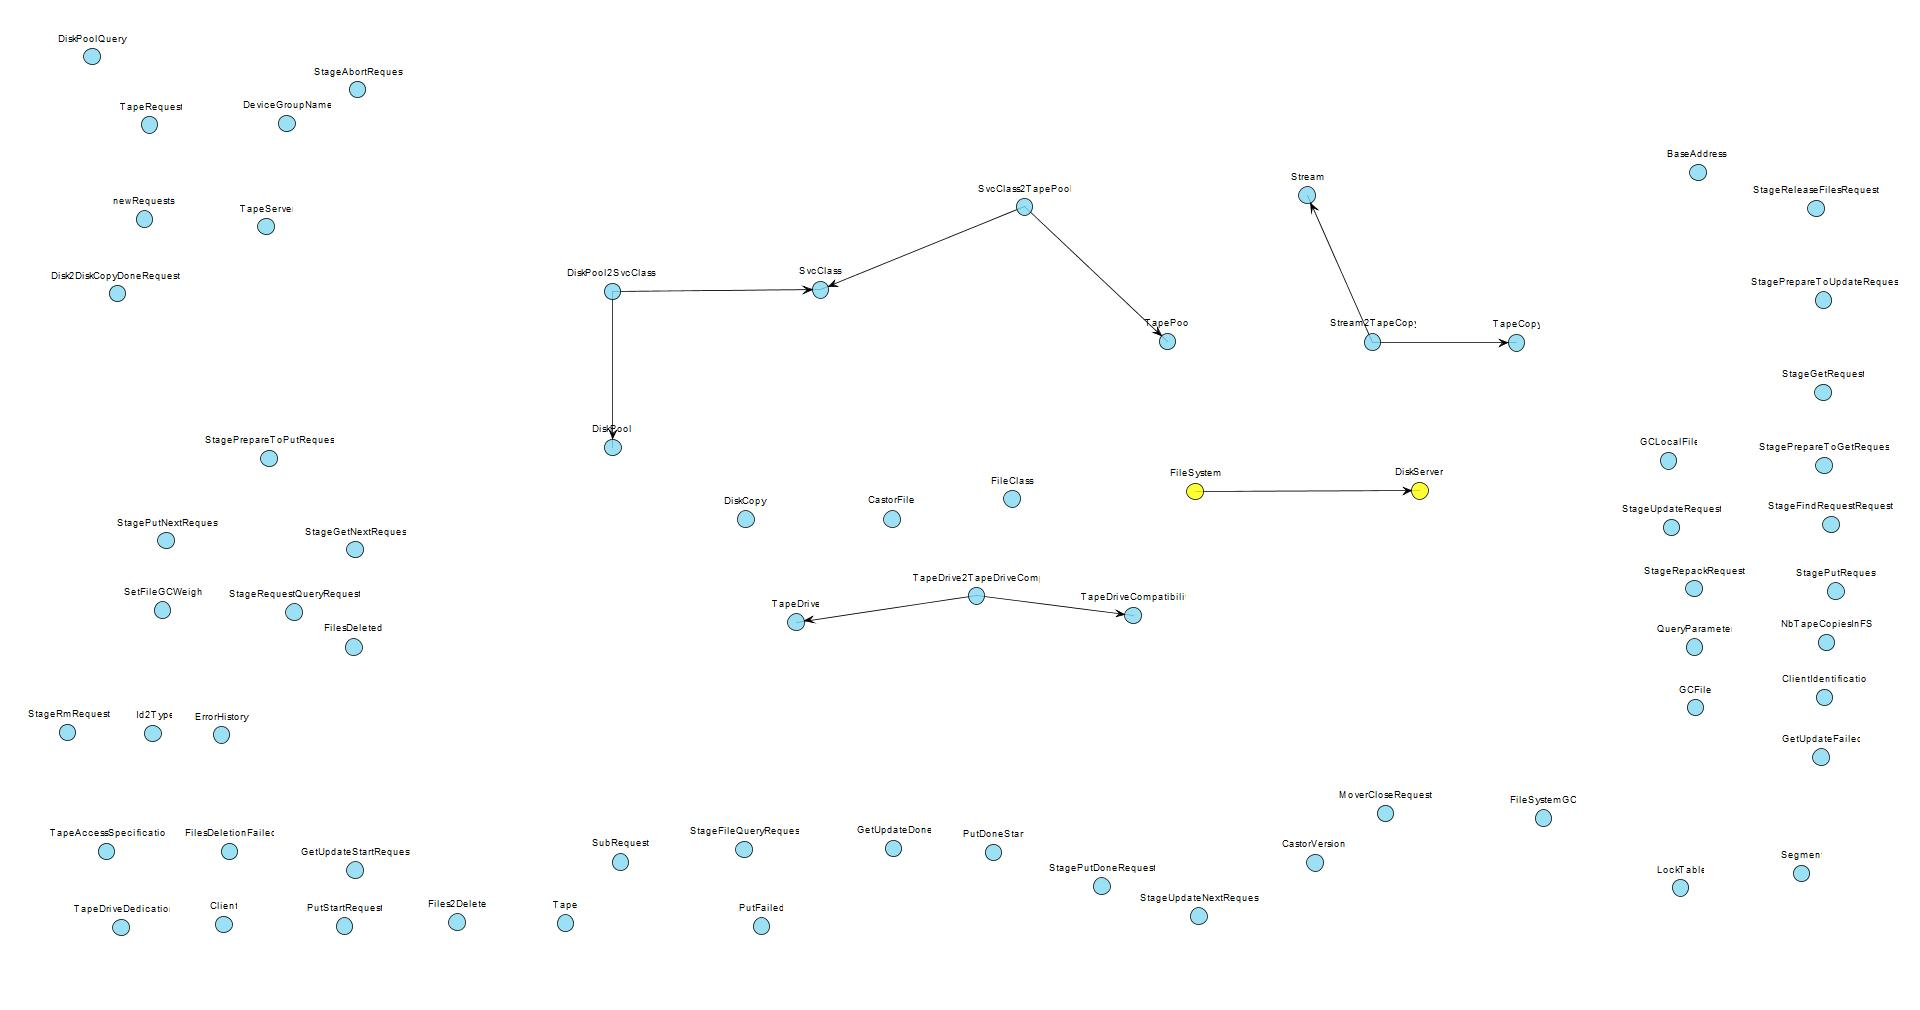 DiskPoolQuery
StageAbortReques
TapeRequest
DeviceGroupName
BaseAddress
Stream
SvcClass2TapePool
StageReleaseFilesRequest
newRequests
TapeServer
DiskPool2SvcClass
SvcClass
Disk2DiskCopyDoneRequest
StagePrepareToUpdateReques
TapePoo
Stream2TapeCopy
TapeCopy
StageGetRequest
DiskPool
StagePrepareToPutReques
GCLocalFile
StagePrepareToGetReques
FileSystem
DiskServer
FileClass
DiskCopy
CastorFile
StageUpdateRequest
StageFindRequestRequest
StagePutNextReques
StageGetNextReques
StageRepackRequest
StagePutReques
TapeDrive2TapeDriveComp
SetFileGCWeigh
StageRequestQueryRequest
TapeDrive
TapeDriveCompatibili
FilesDeleted
QueryParameter
NbTapeCopiesInFS
ClientIdentificatio
GCFile
StageRmRequest
Id2Type
ErrorHistory
GetUpdateFailed
MoverCloseRequest
FileSystemGC
TapeAccessSpecificatio
FilesDeletionFailed
GetUpdateStartReques
SubRequest
StageFileQueryReques
GetUpdateDone
PutDoneStar
CastorVersion
StagePutDoneRequest
LockTable
Segment
TapeDriveDedicatio
Client
PutStartRequest
Files2Delete
Tape
PutFailed
StageUpdateNextReques